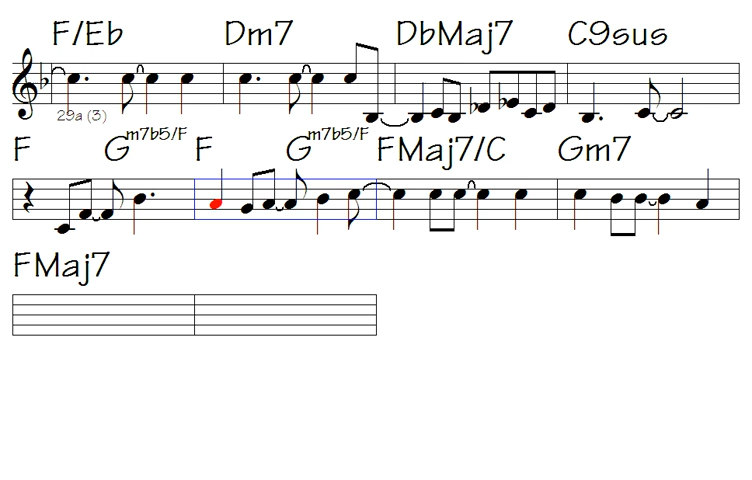 F/Eb Dm7 DbMaj7 C9sus
29a (3)
F Gm7b5/F F Gm7b5/F FMaj7/C Gm7
FMaj7